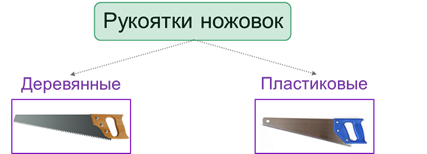 Рукоятки ножовок
Деревянные
Пластиковые